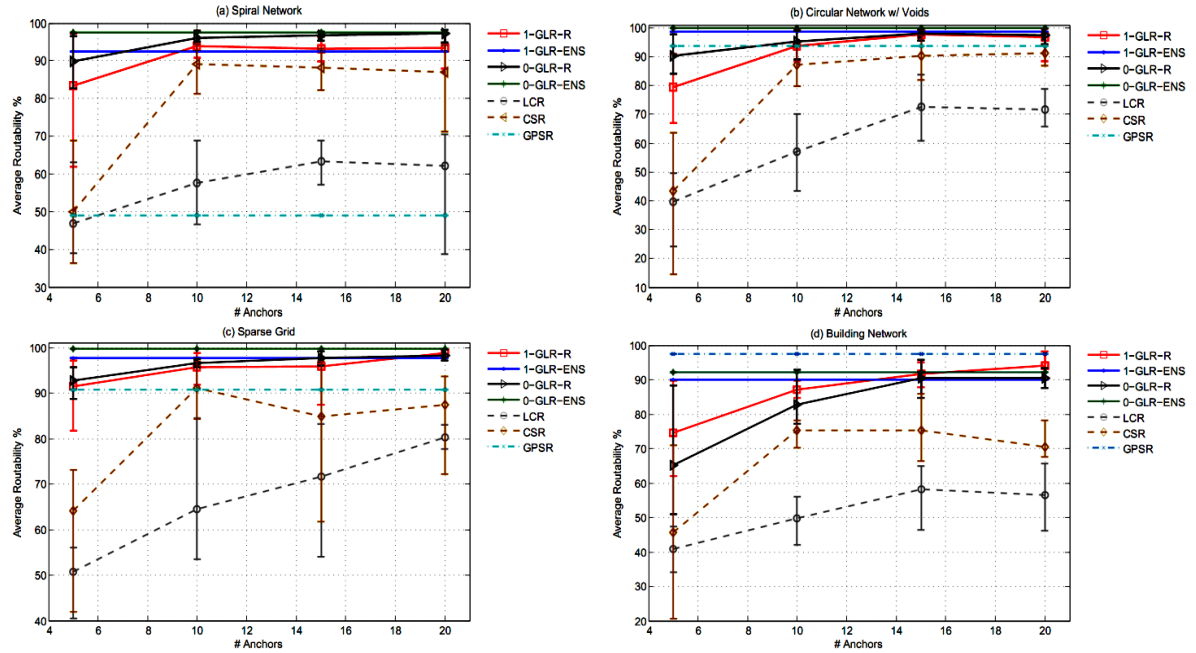 (a) Spiral Network
100
90
80
70
60
50
40
30
Average Routability %
4 6 8 10 12 14 16 18 20
# Anchors
1-GLR-R
1-GLR-ENS
0-GLR-R
0-GLR-ENS
LCR
CSR
GPSR
(b) Circular Network w/ Voids
100
90
80
70
60
50
40
30
20
10
Average Routability %
4 6 8 10 12 14 16 18 20
# Anchors
1-GLR-R
1-GLR-ENS
0-GLR-R
0-GLR-ENS
LCR
CSR
GPSR
(c) Sparse Grid
100
90
80
70
60
50
40
Average Routability %
4 6 8 10 12 14 16 18 20
# Anchors
1-GLR-R
1-GLR-ENS
0-GLR-R
0-GLR-ENS
LCR
CSR
GPSR
(d) Building Network
100
90
80
70
60
50
40
30
20
Average Routability %
4 6 8 10 12 14 16 18 20
# Anchors
1-GLR-R
1-GLR-ENS
0-GLR-R
0-GLR-ENS
LCR
CSR
GPSR